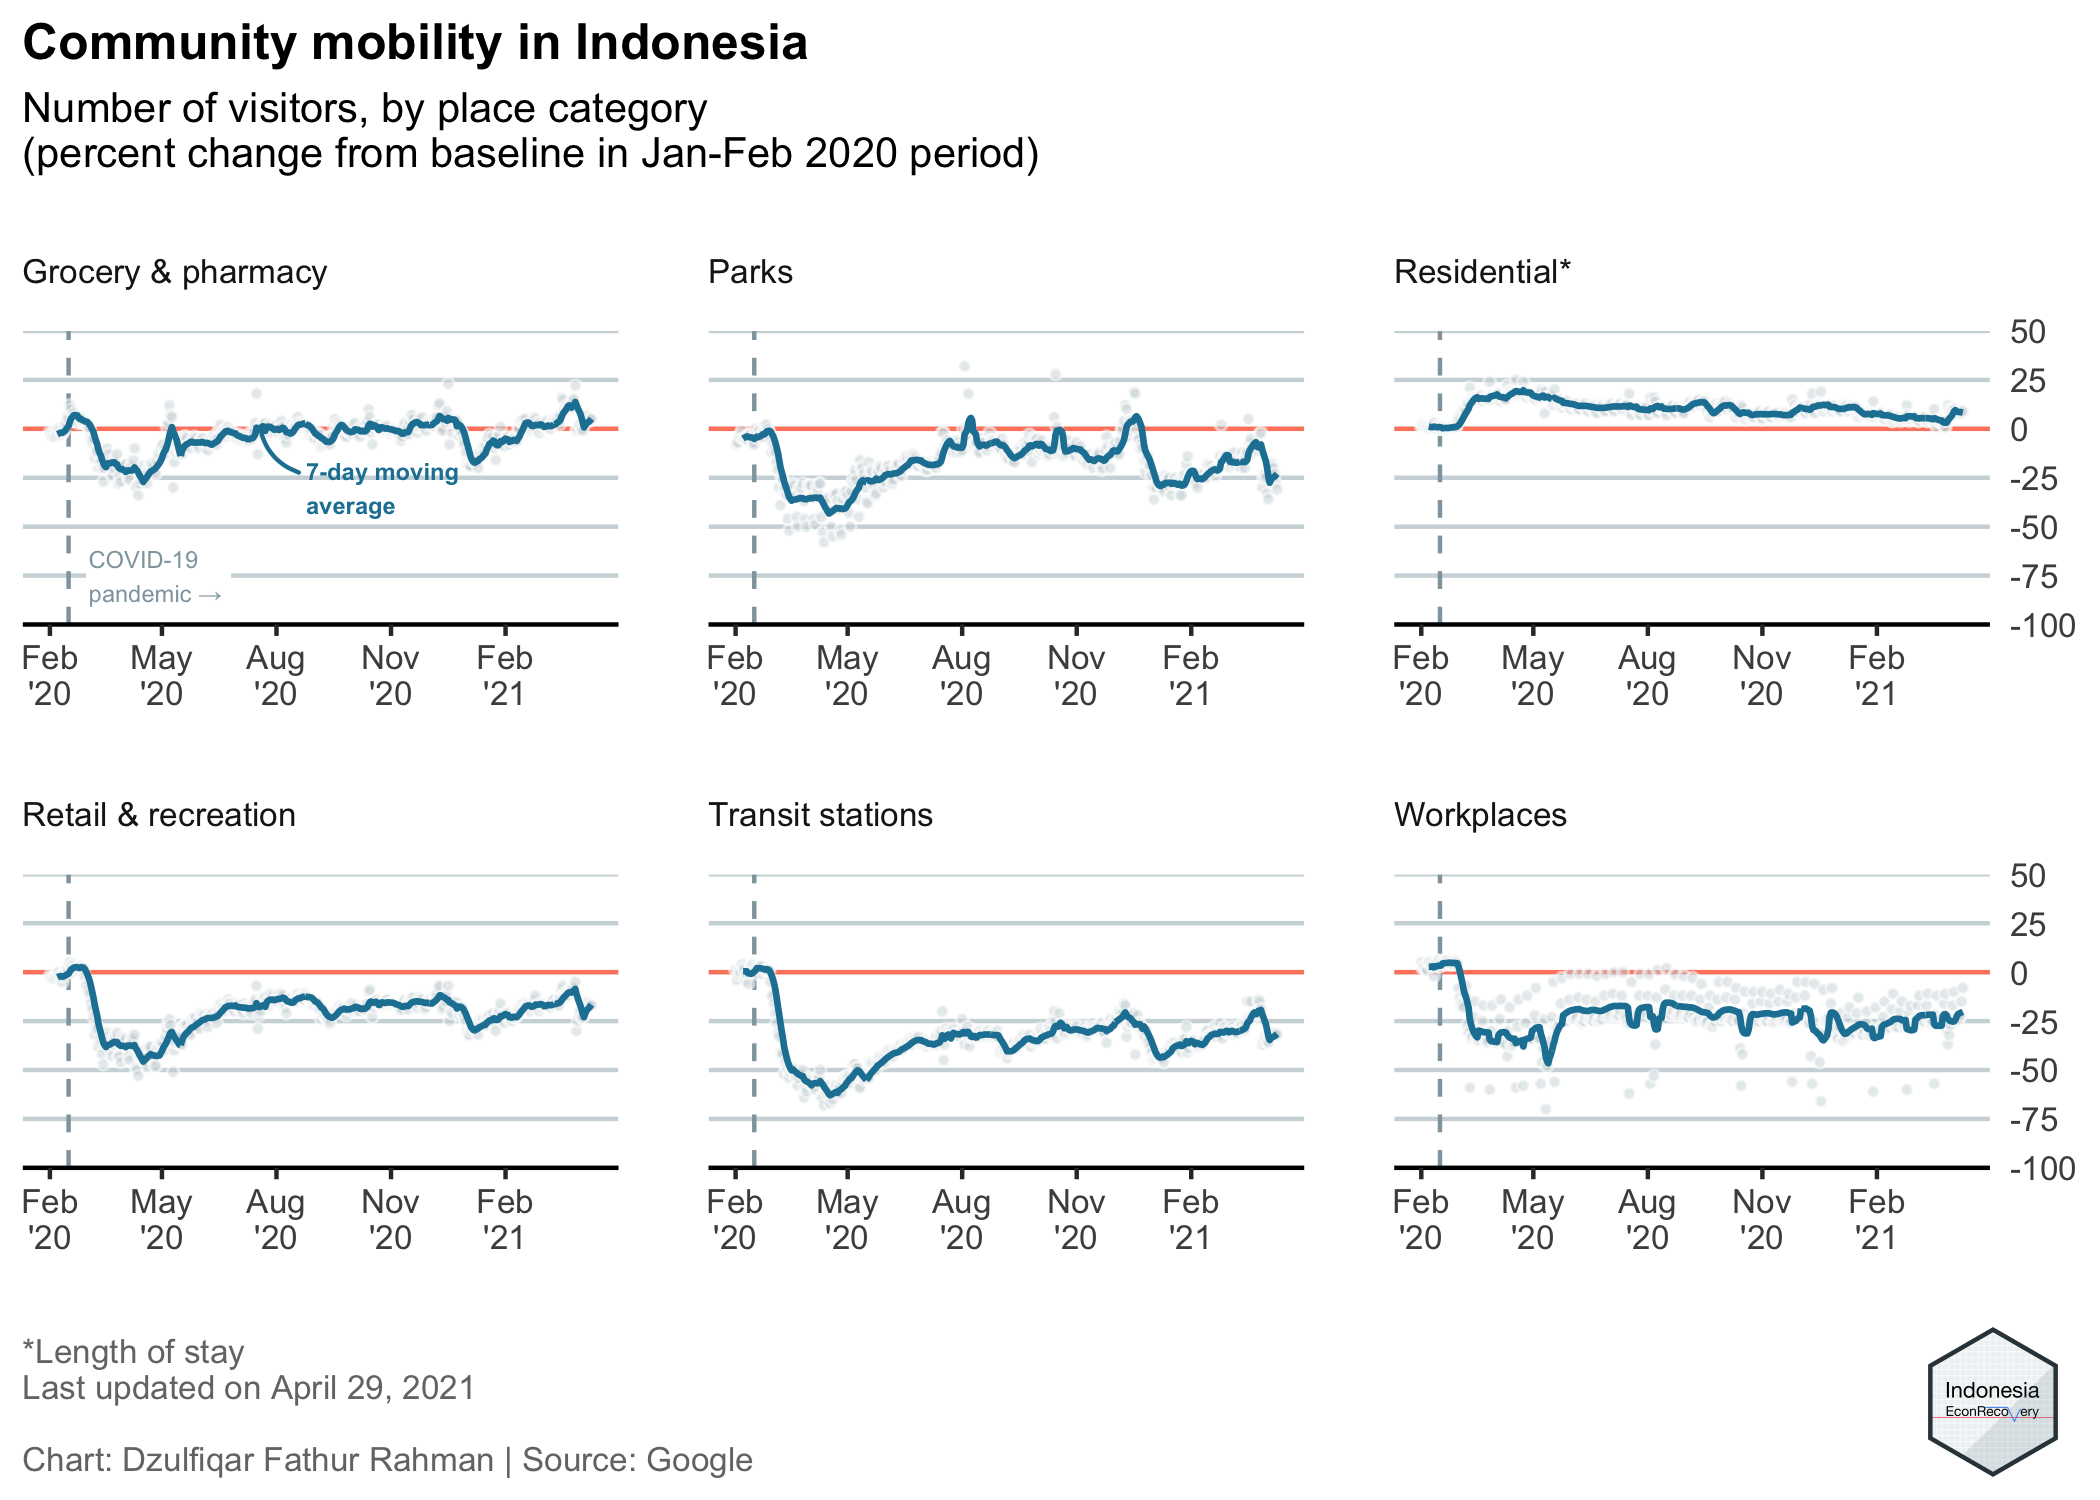 Community mobility in Indonesia
Number of visitors, by place category
(percent change from baseline in Jan-Feb 2020 period)
Grocery & pharmacy
Parks
Residential*
50
25
0
-25
-50
-75
-100
7-day moving
average
COVID-19
pandemic →
Feb May Aug Nov Feb
'20 '20 '20 '20 '21
Feb May Aug Nov Feb
'20 '20 '20 '20 '21
Feb May Aug Nov Feb
'20 '20 '20 '20 '21
Retail & recreation
Transit stations
Workplaces
50
25
0
-25
-50
-75
-100
Feb May Aug Nov Feb
'20 '20 '20 '20 '21
Feb May Aug Nov Feb
'20 '20 '20 '20 '21
Feb May Aug Nov Feb
'20 '20 '20 '20 '21
*Length of stay
Last updated on April 29, 2021
Chart: Dzulfiqar Fathur Rahman | Source: Google
Indonesia
EconRecovery